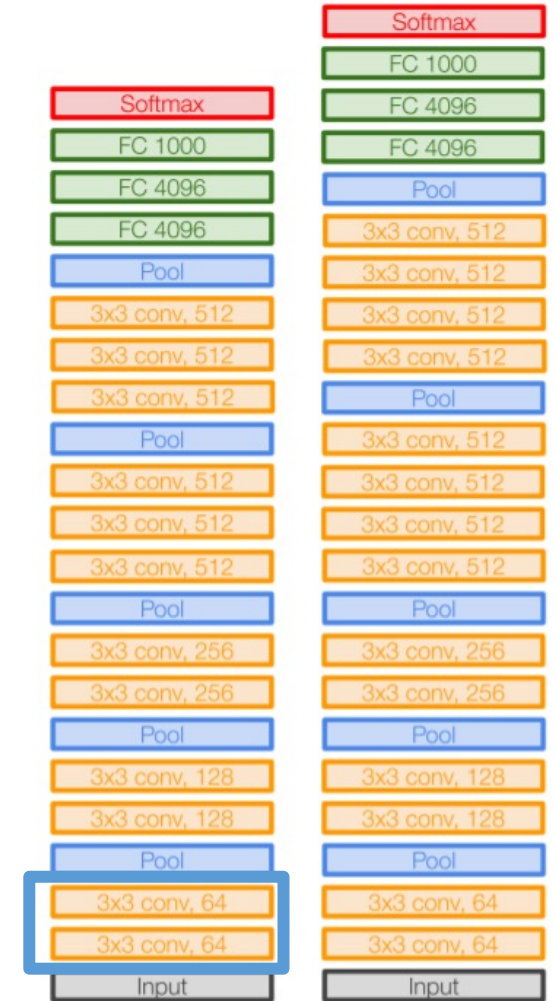 Softmax
FC 1000
FC 4096
FC 4096
Pool
3x3 conv, 512
3x3 conv, 512
3x3 conv, 512
Pool
3x3 conv, 512
3x3 conv, 512
3x3 conv, 512
Pool
3x3 conv, 256
3x3 conv, 256
Pool
3x3 conv, 128
3x3 conv, 128
Pool
3x3 conv, 64
3x3 conv, 64
Input
Softmax
FC 1000
FC 4096
FC 4096
Pool
3x3 conv, 512
3x3 conv, 512
3x3 conv, 512
3x3 conv, 512
Pool
3x3 conv, 512
3x3 conv, 512
3x3 conv, 512
3x3 conv, 512
Pool
3x3 conv, 256
3x3 conv, 256
Pool
3x3 conv, 128
3x3 conv, 128
Pool
3x3 conv, 64
3x3 conv, 64
Input